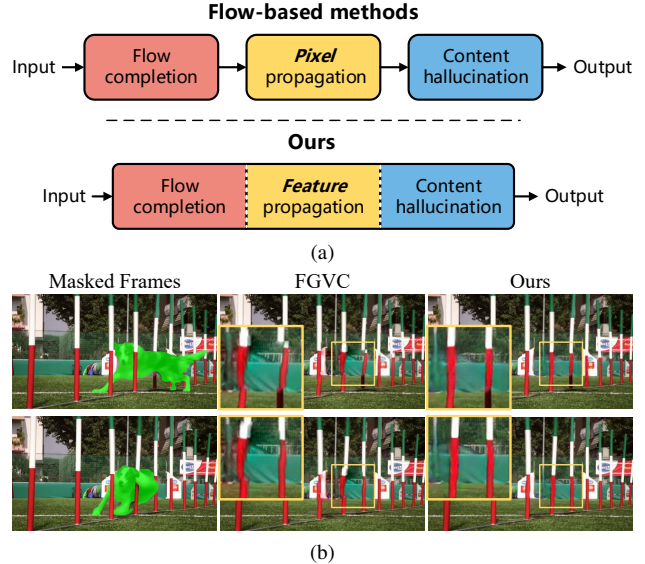 Flow-based methods
Input
Flow completion
Pixel propagation
Content hallucination
Output
Ours
Input
Flow completion
Feature propagation
Content hallucination
Output
(a)
Masked Frames
FGVC
Ours
(b)